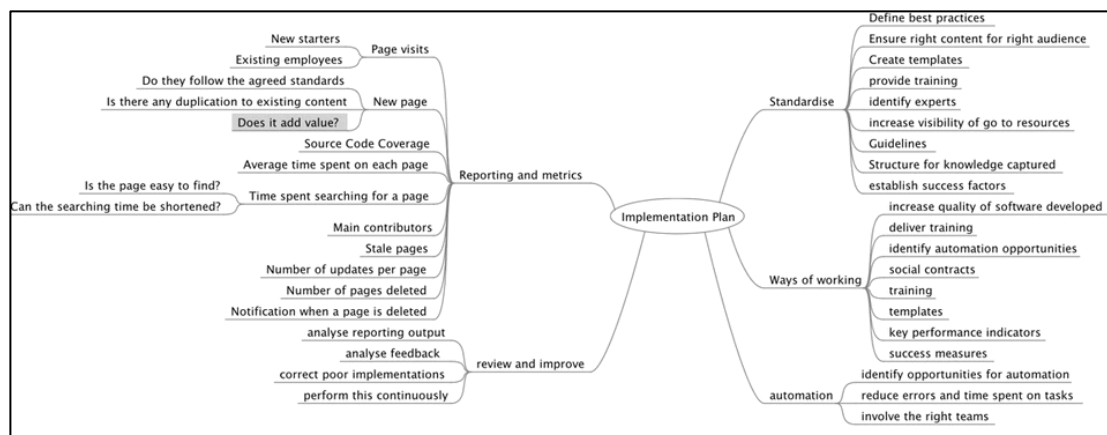 New starters
Existing employees
Page visits
Do they follow the agreed standards
Is there any duplication to existing content
Does it add value?
New page
Source Code Coverage
Average time spent on each page
Is the page easy to find?
Can the searching time be shortened?
Time spent searching for a page
Main contributors
Stale pages
Number of updates per page
Number of pages deleted
Notification when a page is deleted
Reporting and metrics
analyse reporting output
analyse feedback
correct poor implementations
perform this continuously
review and improve
Implementation Plan
Standardise
Define best practices
Ensure right content for right audience
Create templates
provide training
identify experts
increase visibility of go to resources
Guidelines
Structure for knowledge captured
establish success factors
Ways of working
increase quality of software developed
deliver training
identify automation opportunities
social contracts
training
templates
key performance indicators
success measures
automation
identify opportunities for automation
reduce errors and time spent on tasks
involve the right teams